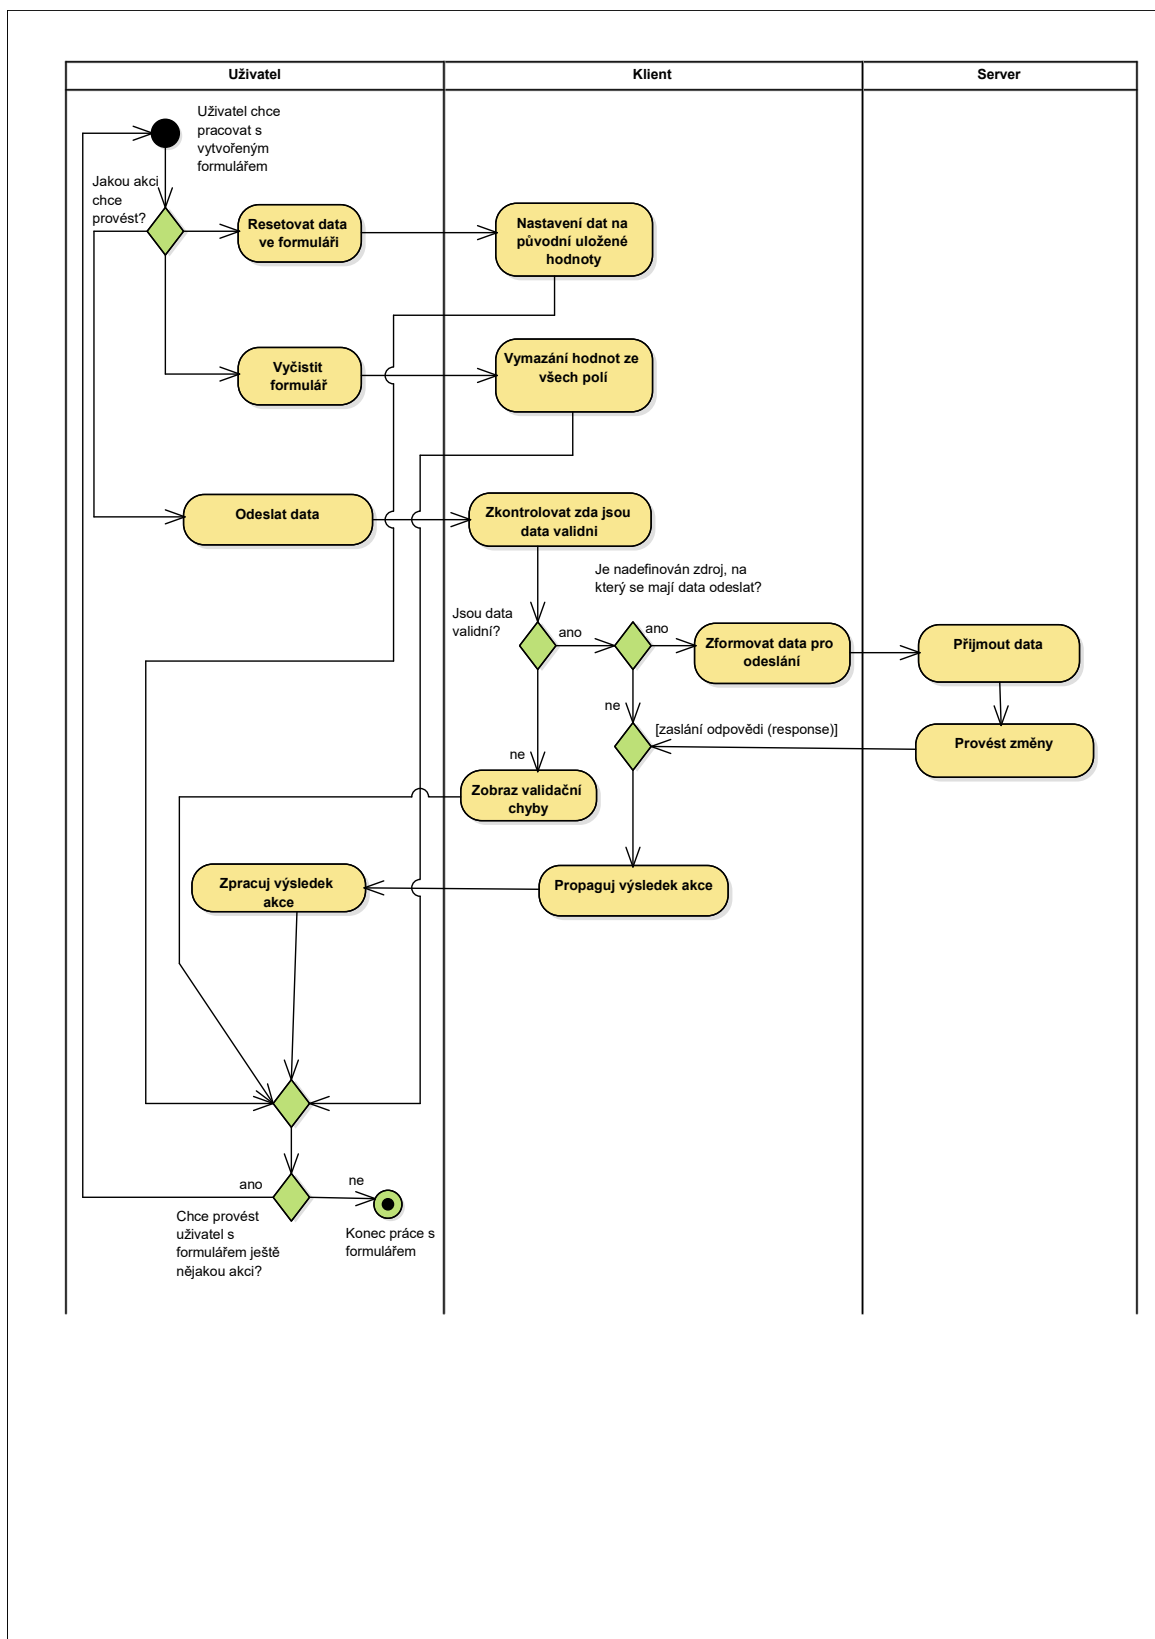 Uživatel
Klient
Server
Uživatel chce
pracovat s
vytvořeným
formulářem
Jakou akci
chce
provést?
Resetovat data
ve formuláři
Nastavení dat na
původní uložené
hodnoty
Vyčistit
formulář
Vymazání hodnot ze
všech polí
Odeslat data
Zkontrolovat zda jsou
data validni
Je nadefinován zdroj, na
který se mají data odeslat?
Jsou data
validní?
ano
ano
Zformovat data pro
odeslání
Přijmout data
ne
[zaslání odpovědi (response)]
Provést změny
ne
Zobraz validační
chyby
Zpracuj výsledek
akce
Propaguj výsledek akce
ano
ne
Chce provést
uživatel s
formulářem ještě
nějakou akci?
Konec práce s
formulářem